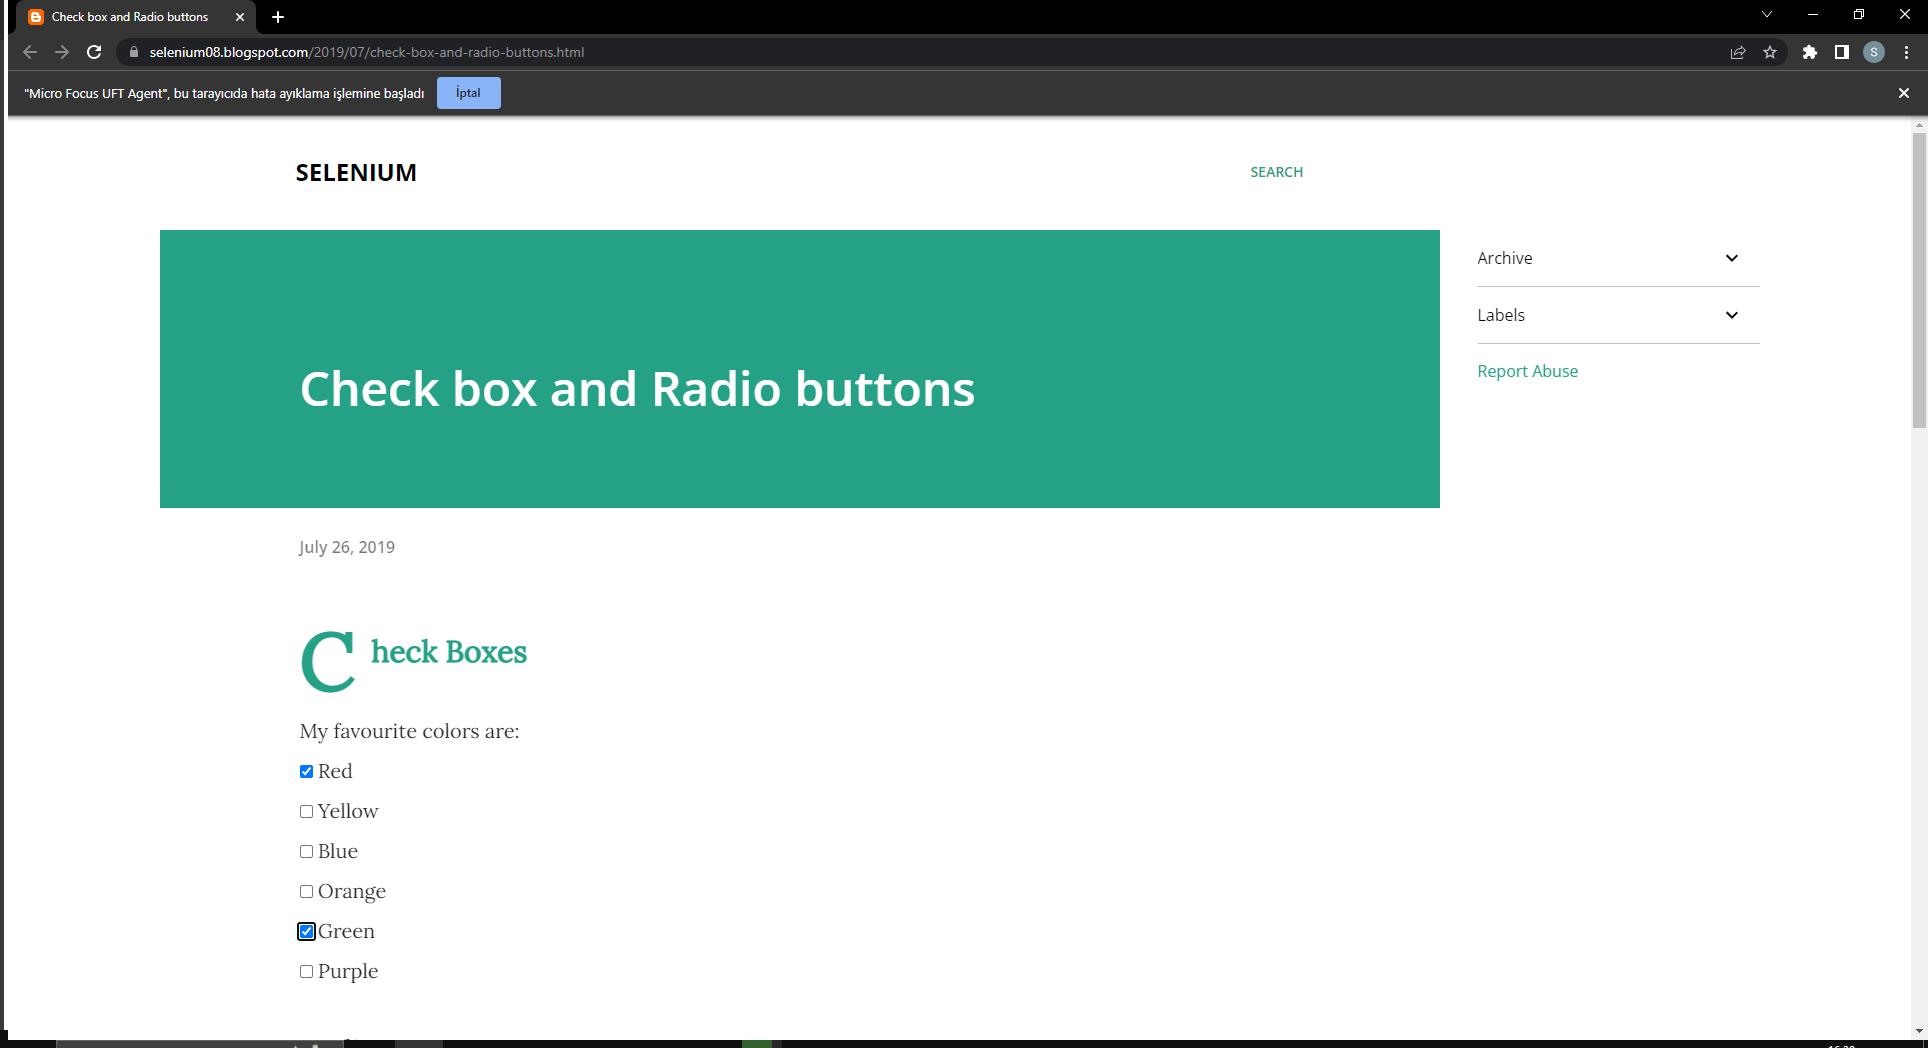 Check box and Radio buttons
selenium08.blogspot.com/2019/07/check-box-and-radio-buttons.html
S
"Micro Focus UFT Agent", bu tarayıcıda hata ayıklama işlemine başladı
İptal
SELENIUM
SEARCH
Check box and Radio buttons
Archive
Labels
Report Abuse
July 26, 2019
Check Boxes
My favourite colors are:
Red
Yellow
Blue
Orange
Green
Purple